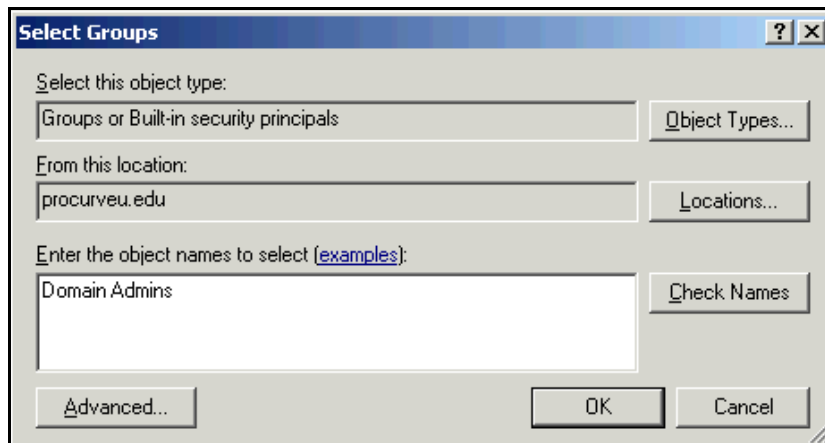 Select Groups
? X
Select this object type:
Groups or Built-in security principals
Object Types...
From this location:
procurveu.edu
Locations...
Enter the object names to select (examples):
Domain Admins
Check Names
Advanced...
OK
Cancel